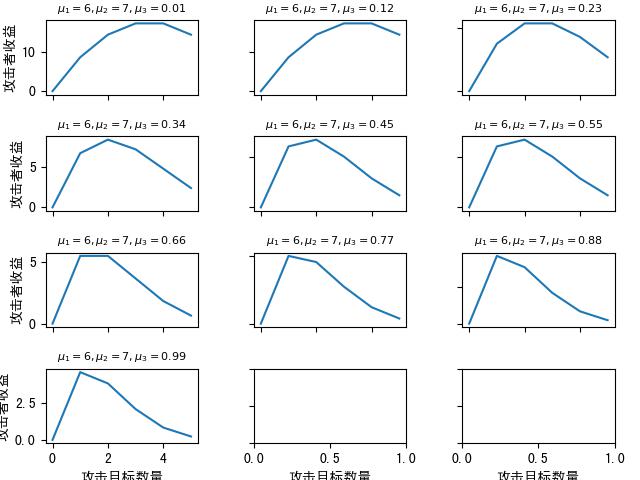 μ₁ = 6, μ₂ = 7, μ₃ = 0.01
μ₁ = 6, μ₂ = 7, μ₃ = 0.12
μ₁ = 6, μ₂ = 7, μ₃ = 0.23
攻击者收益
10
0
μ₁ = 6, μ₂ = 7, μ₃ = 0.34
μ₁ = 6, μ₂ = 7, μ₃ = 0.45
μ₁ = 6, μ₂ = 7, μ₃ = 0.55
攻击者收益
5
0
μ₁ = 6, μ₂ = 7, μ₃ = 0.66
μ₁ = 6, μ₂ = 7, μ₃ = 0.77
μ₁ = 6, μ₂ = 7, μ₃ = 0.88
攻击者收益
5
0
μ₁ = 6, μ₂ = 7, μ₃ = 0.99
攻击者收益
2.5
0.0
0 2 4
0.0 0.5 1.0
0.0 0.5 1.0
攻击目标数量
攻击目标数量
攻击目标数量